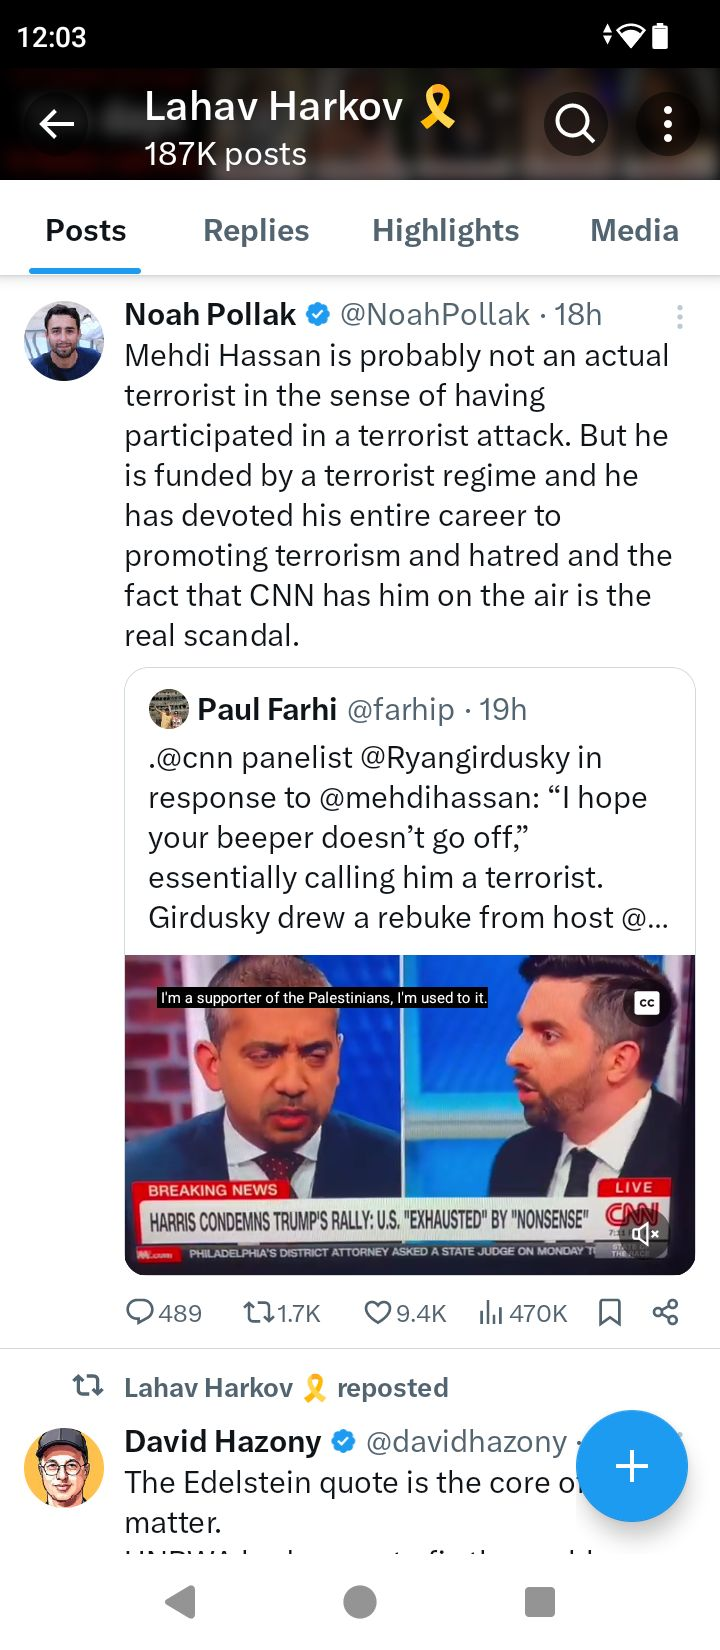 12:03
Lahav Harkov 🎗
187K posts
Posts Replies Highlights Media
Noah Pollak @NoahPollak · 18h
Mehdi Hassan is probably not an actual
terrorist in the sense of having
participated in a terrorist attack. But he
is funded by a terrorist regime and he
has devoted his entire career to
promoting terrorism and hatred and the
fact that CNN has him on the air is the
real scandal.
Paul Farhi @farhip · 19h
.@cnn panelist @Ryangirdusky in
response to @mehdihassan: “I hope
your beeper doesn’t go off,”
essentially calling him a terrorist.
Girdusky drew a rebuke from host @...
I'm a supporter of the Palestinians, I'm used to it.
CC
BREAKING NEWS
LIVE
HARRIS CONDEMNS TRUMP'S RALLY: U.S. "EXHAUSTED" BY "NONSENSE"
CNN
PHILADELPHIA'S DISTRICT ATTORNEY ASKED A STATE JUDGE ON MONDAY
489 1.7K 9.4K 470K
Lahav Harkov 🎗 reposted
David Hazony @davidhazony ·
The Edelstein quote is the core of
matter.